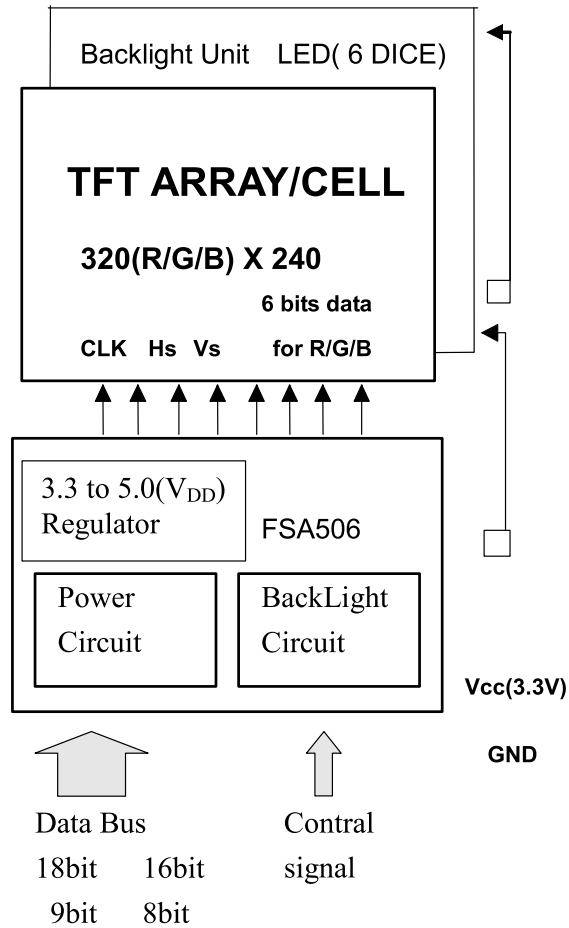 Backlight Unit LED( 6 DICE)
TFT ARRAY/CELL
320(R/G/B) X 240
6 bits data
CLK Hs Vs for R/G/B
3.3 to 5.0(VDD)
Regulator
FSA506
Power
Circuit
BackLight
Circuit
Vcc(3.3V)
GND
Data Bus
18bit 16bit
9bit 8bit
Contral
signal